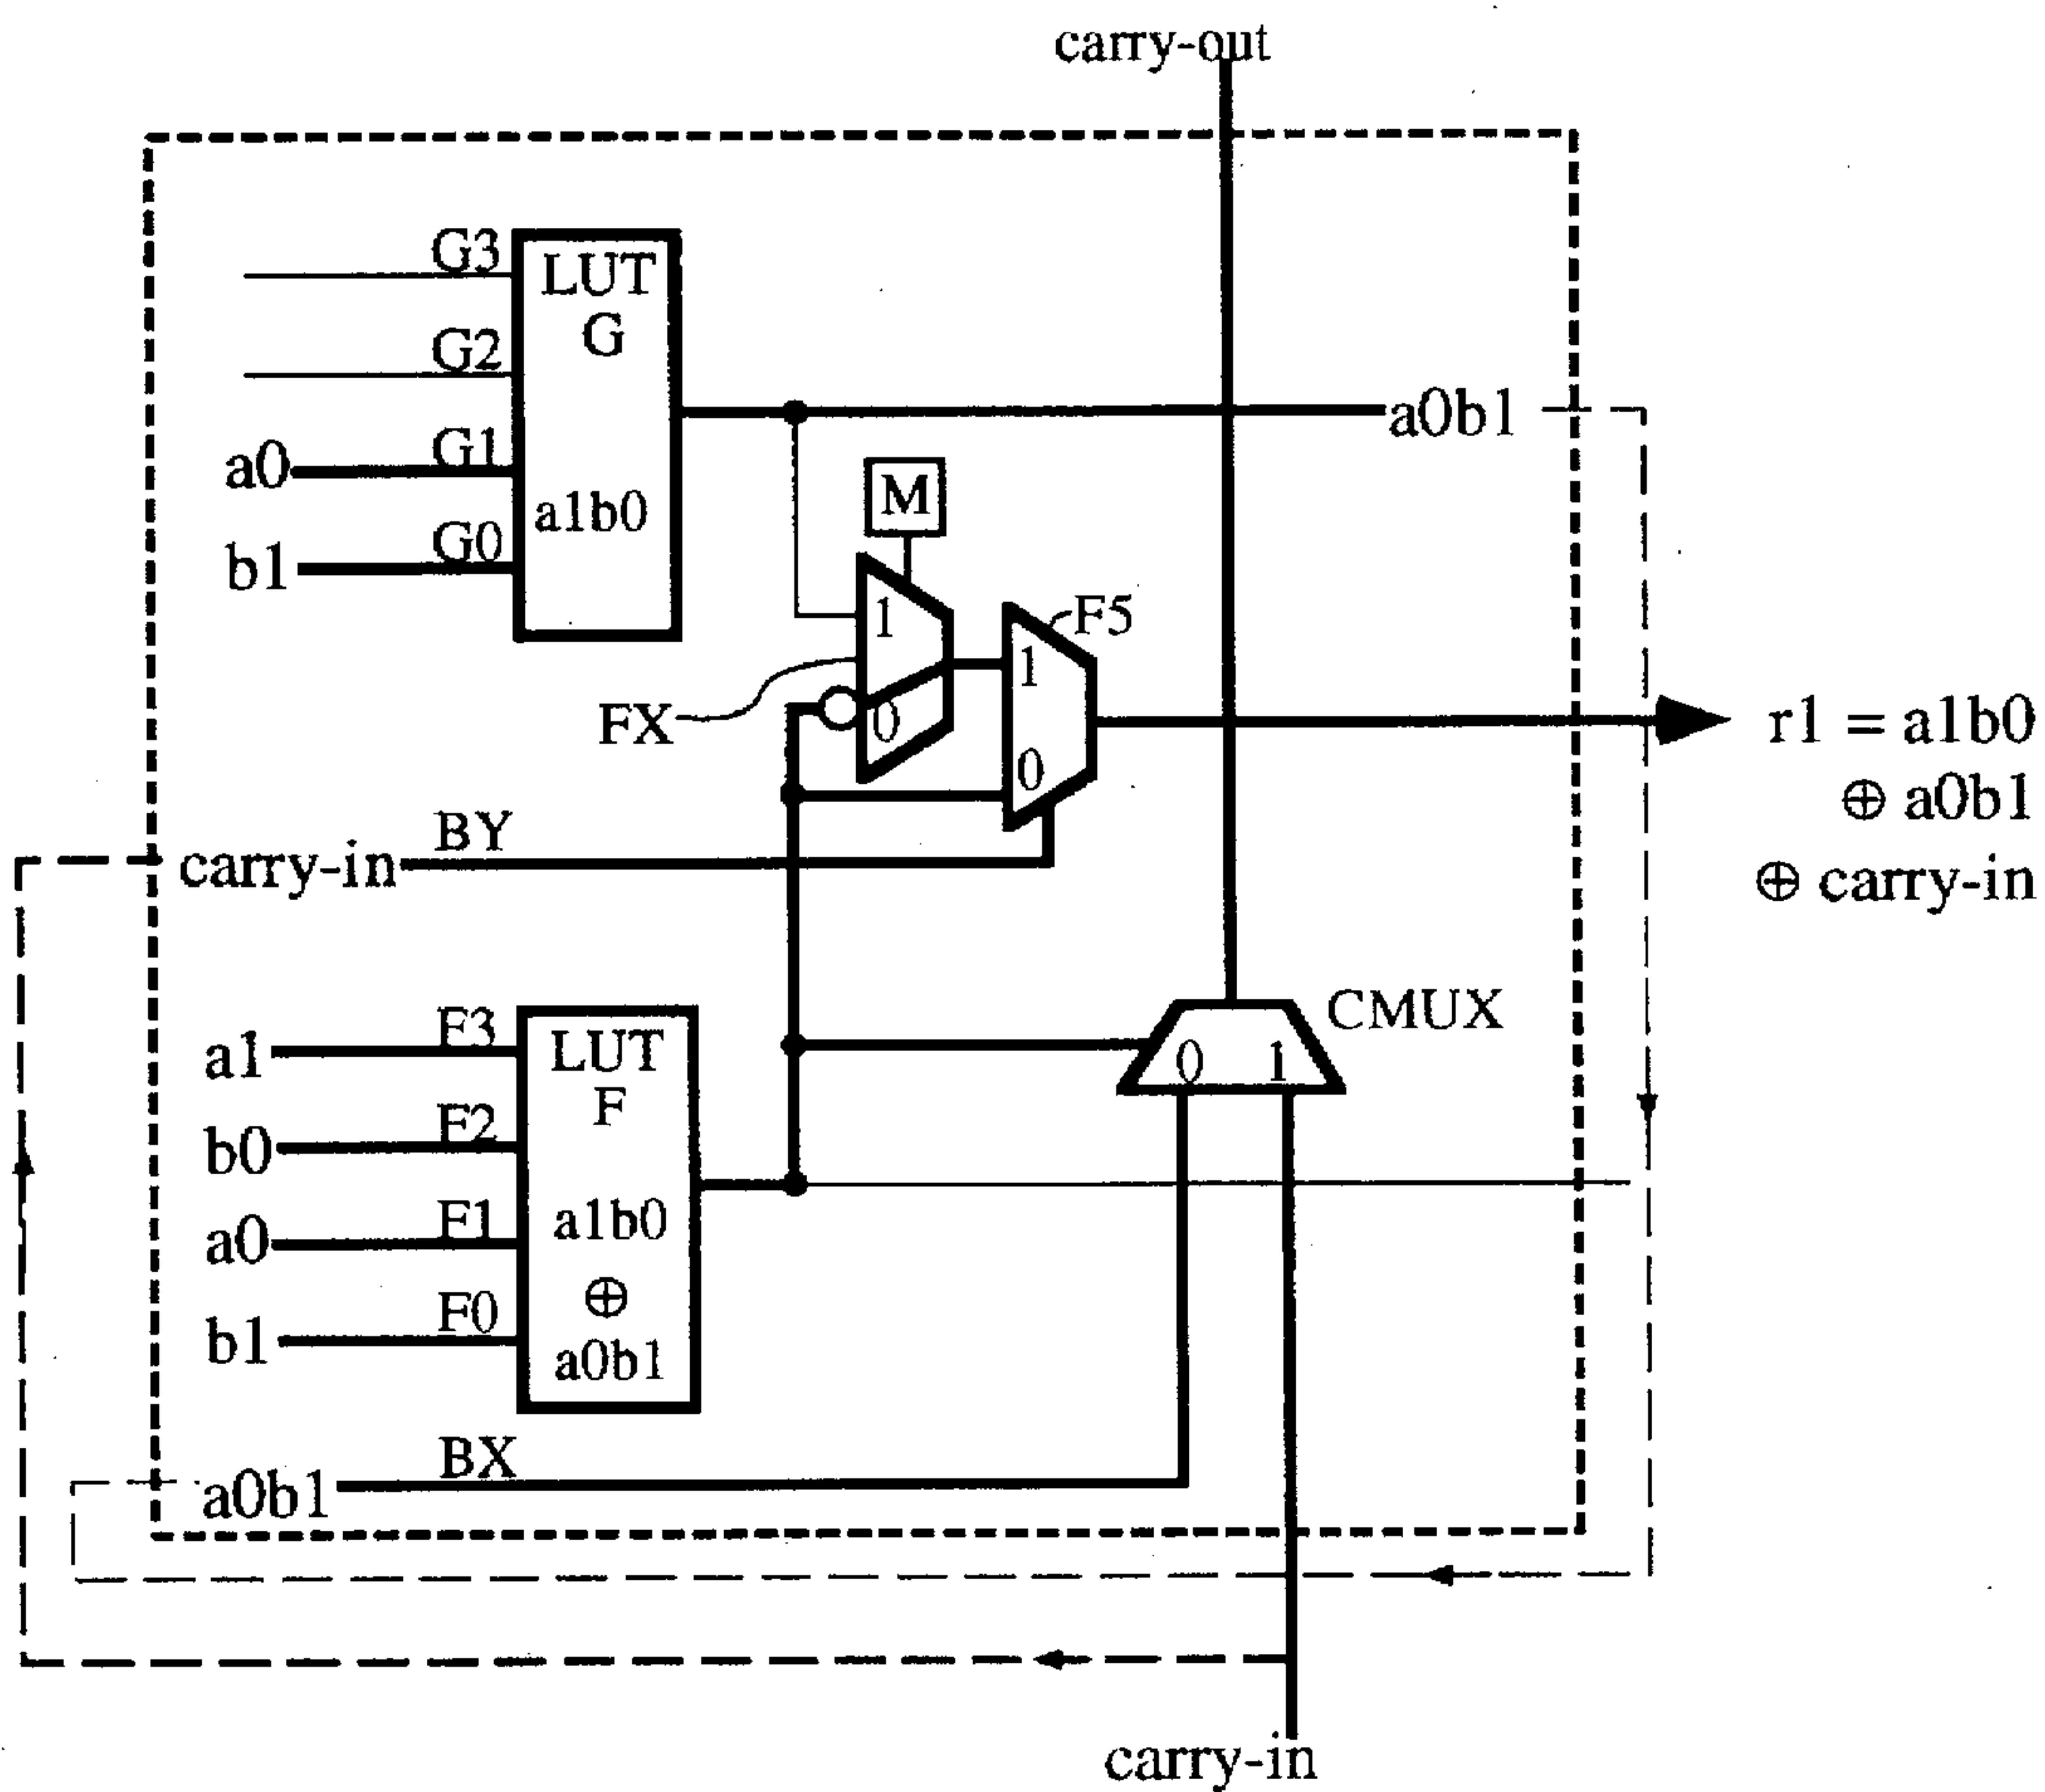 carry-out
G3
LUT
G
G2
a0
G1
a0b1
M
a1b0
b1
G0
1
F5
1
FX
0
r1 = a1b0
0
⊕ a0b1
BY
carry-in
⊕ carry-in
a1
F3
LUT
F
0
1
CMUX
b0
F2
a0
F1
a1b0
⊕
b1
F0
a0b1
BX
a0b1
carry-in